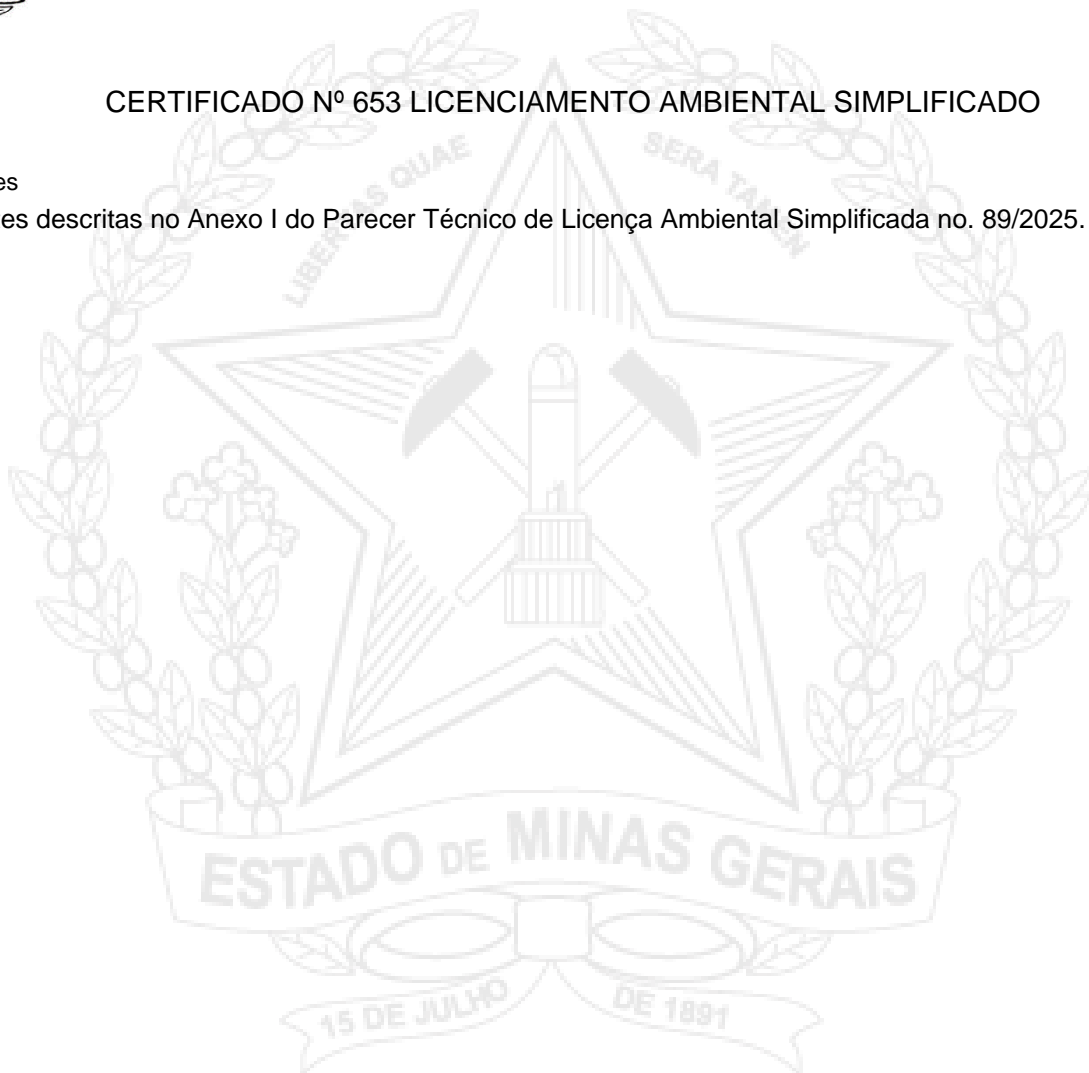 CERTIFICADO Nº 653 LICENCIAMENTO AMBIENTAL SIMPLIFICADO
es
es descritas no Anexo I do Parecer Técnico de Licença Ambiental Simplificada no. 89/2025.
LIBERTAS QUAE SERA TAMEN
ESTADO DE MINAS GERAIS
15 DE JULHO DE 1891